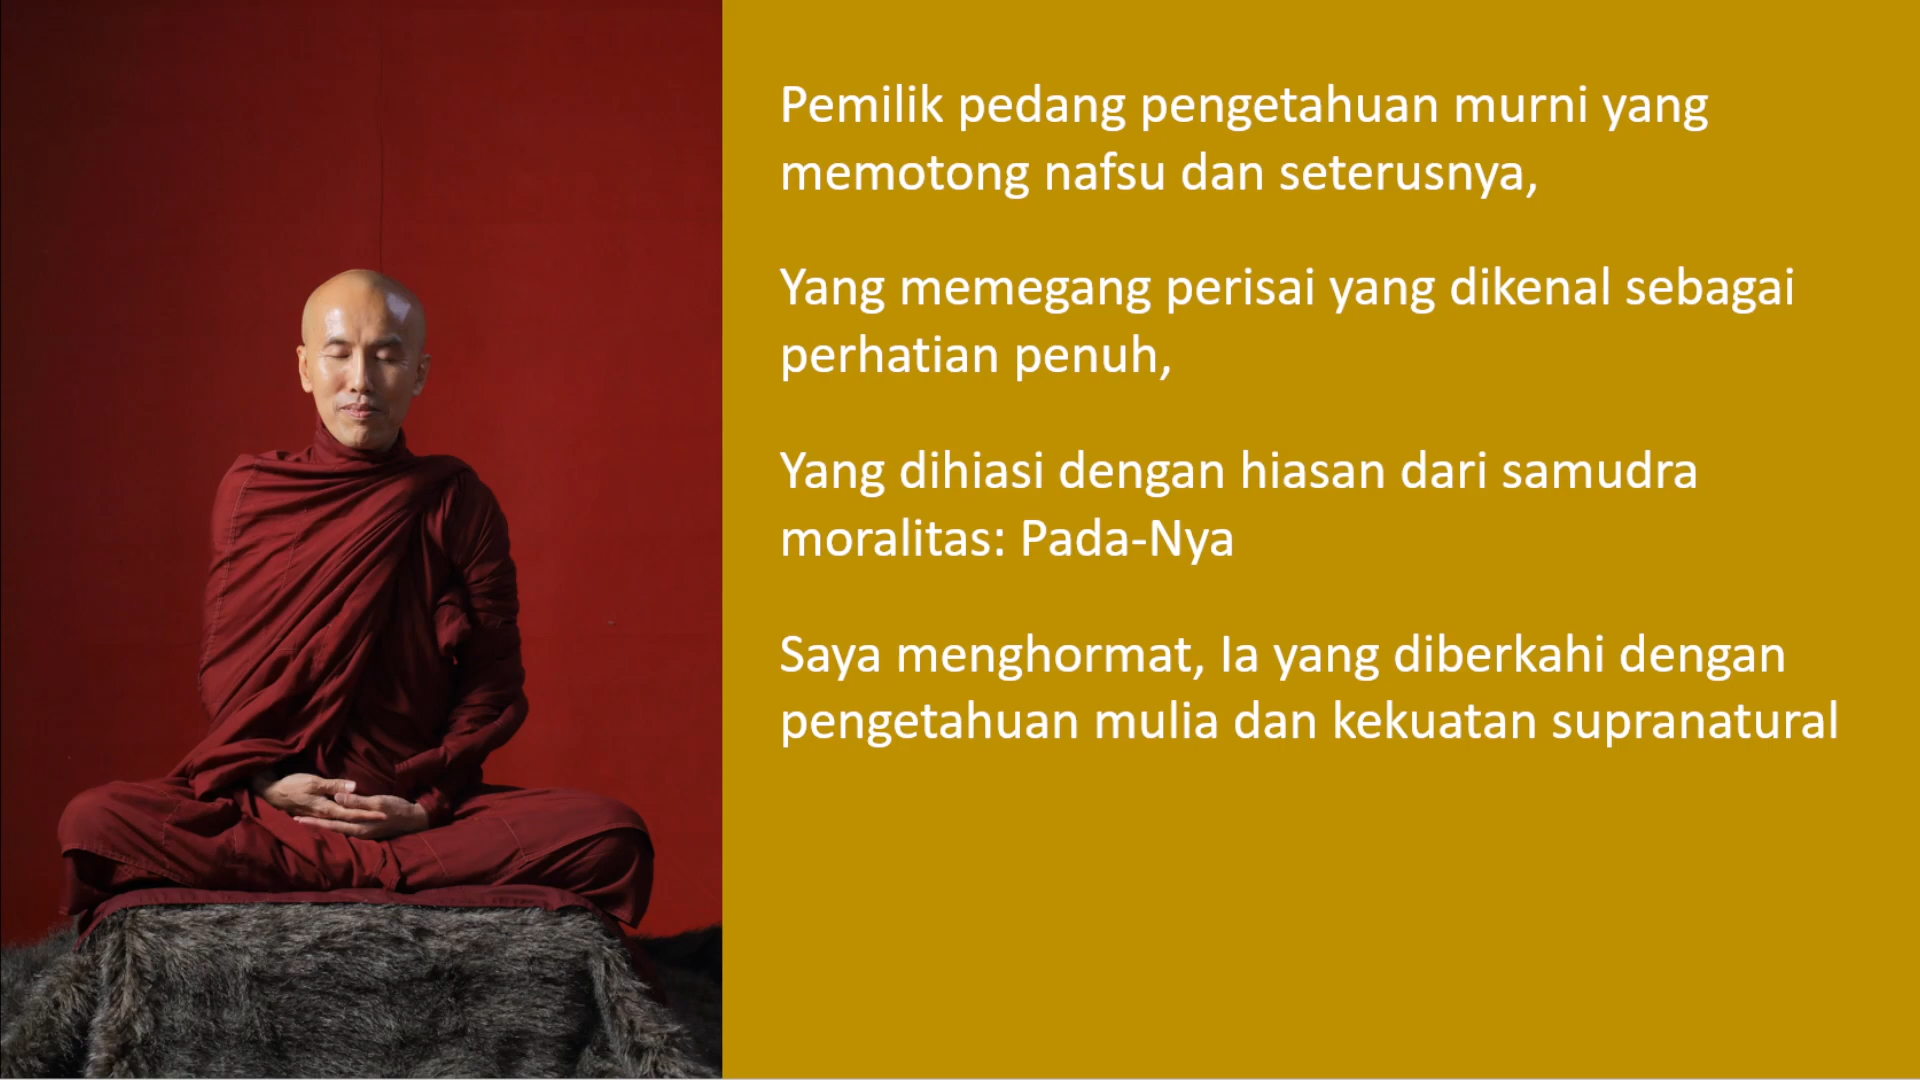 Pemilik pedang pengetahuan murni yang
memotong nafsu dan seterusnya,
Yang memegang perisai yang dikenal sebagai
perhatian penuh,
Yang dihiasi dengan hiasan dari samudra
moralitas: Pada-Nya
Saya menghormat, Ia yang diberkahi dengan
pengetahuan mulia dan kekuatan supranatural